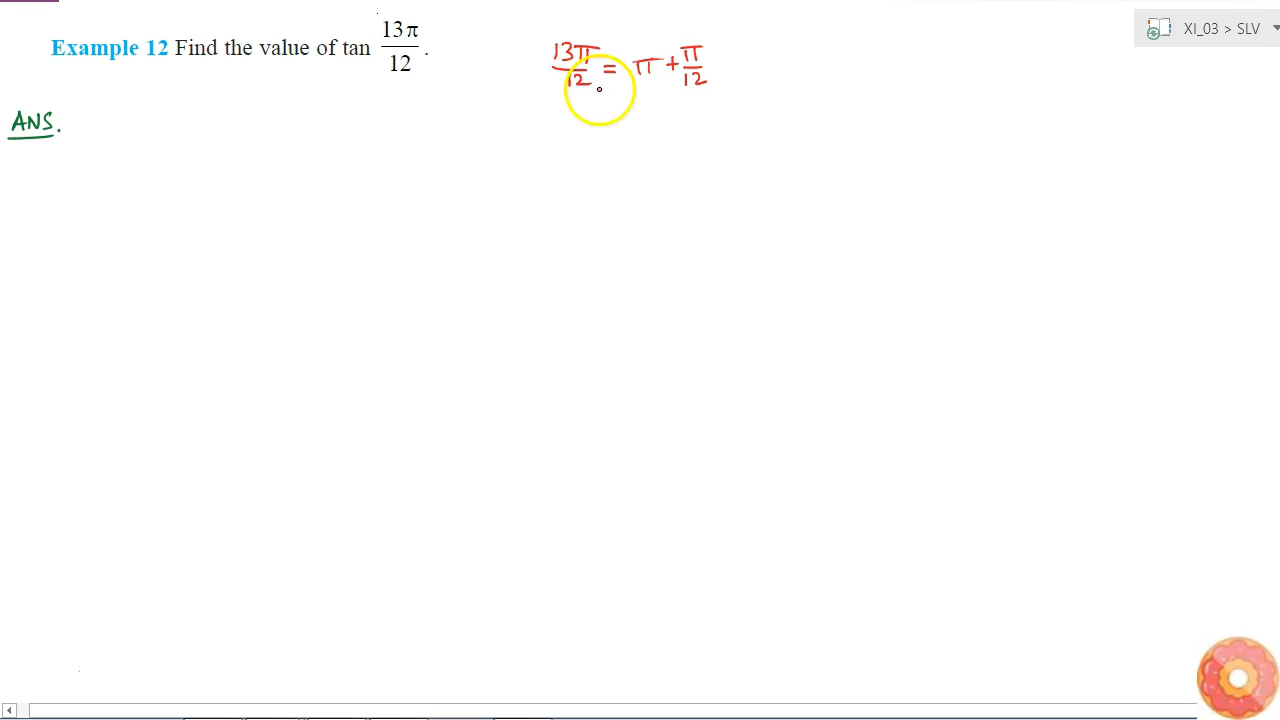 XI_03 > SLV
Example 12 Find the value of tan 13π/12 .
13π/12 = π + π/12
ANS.